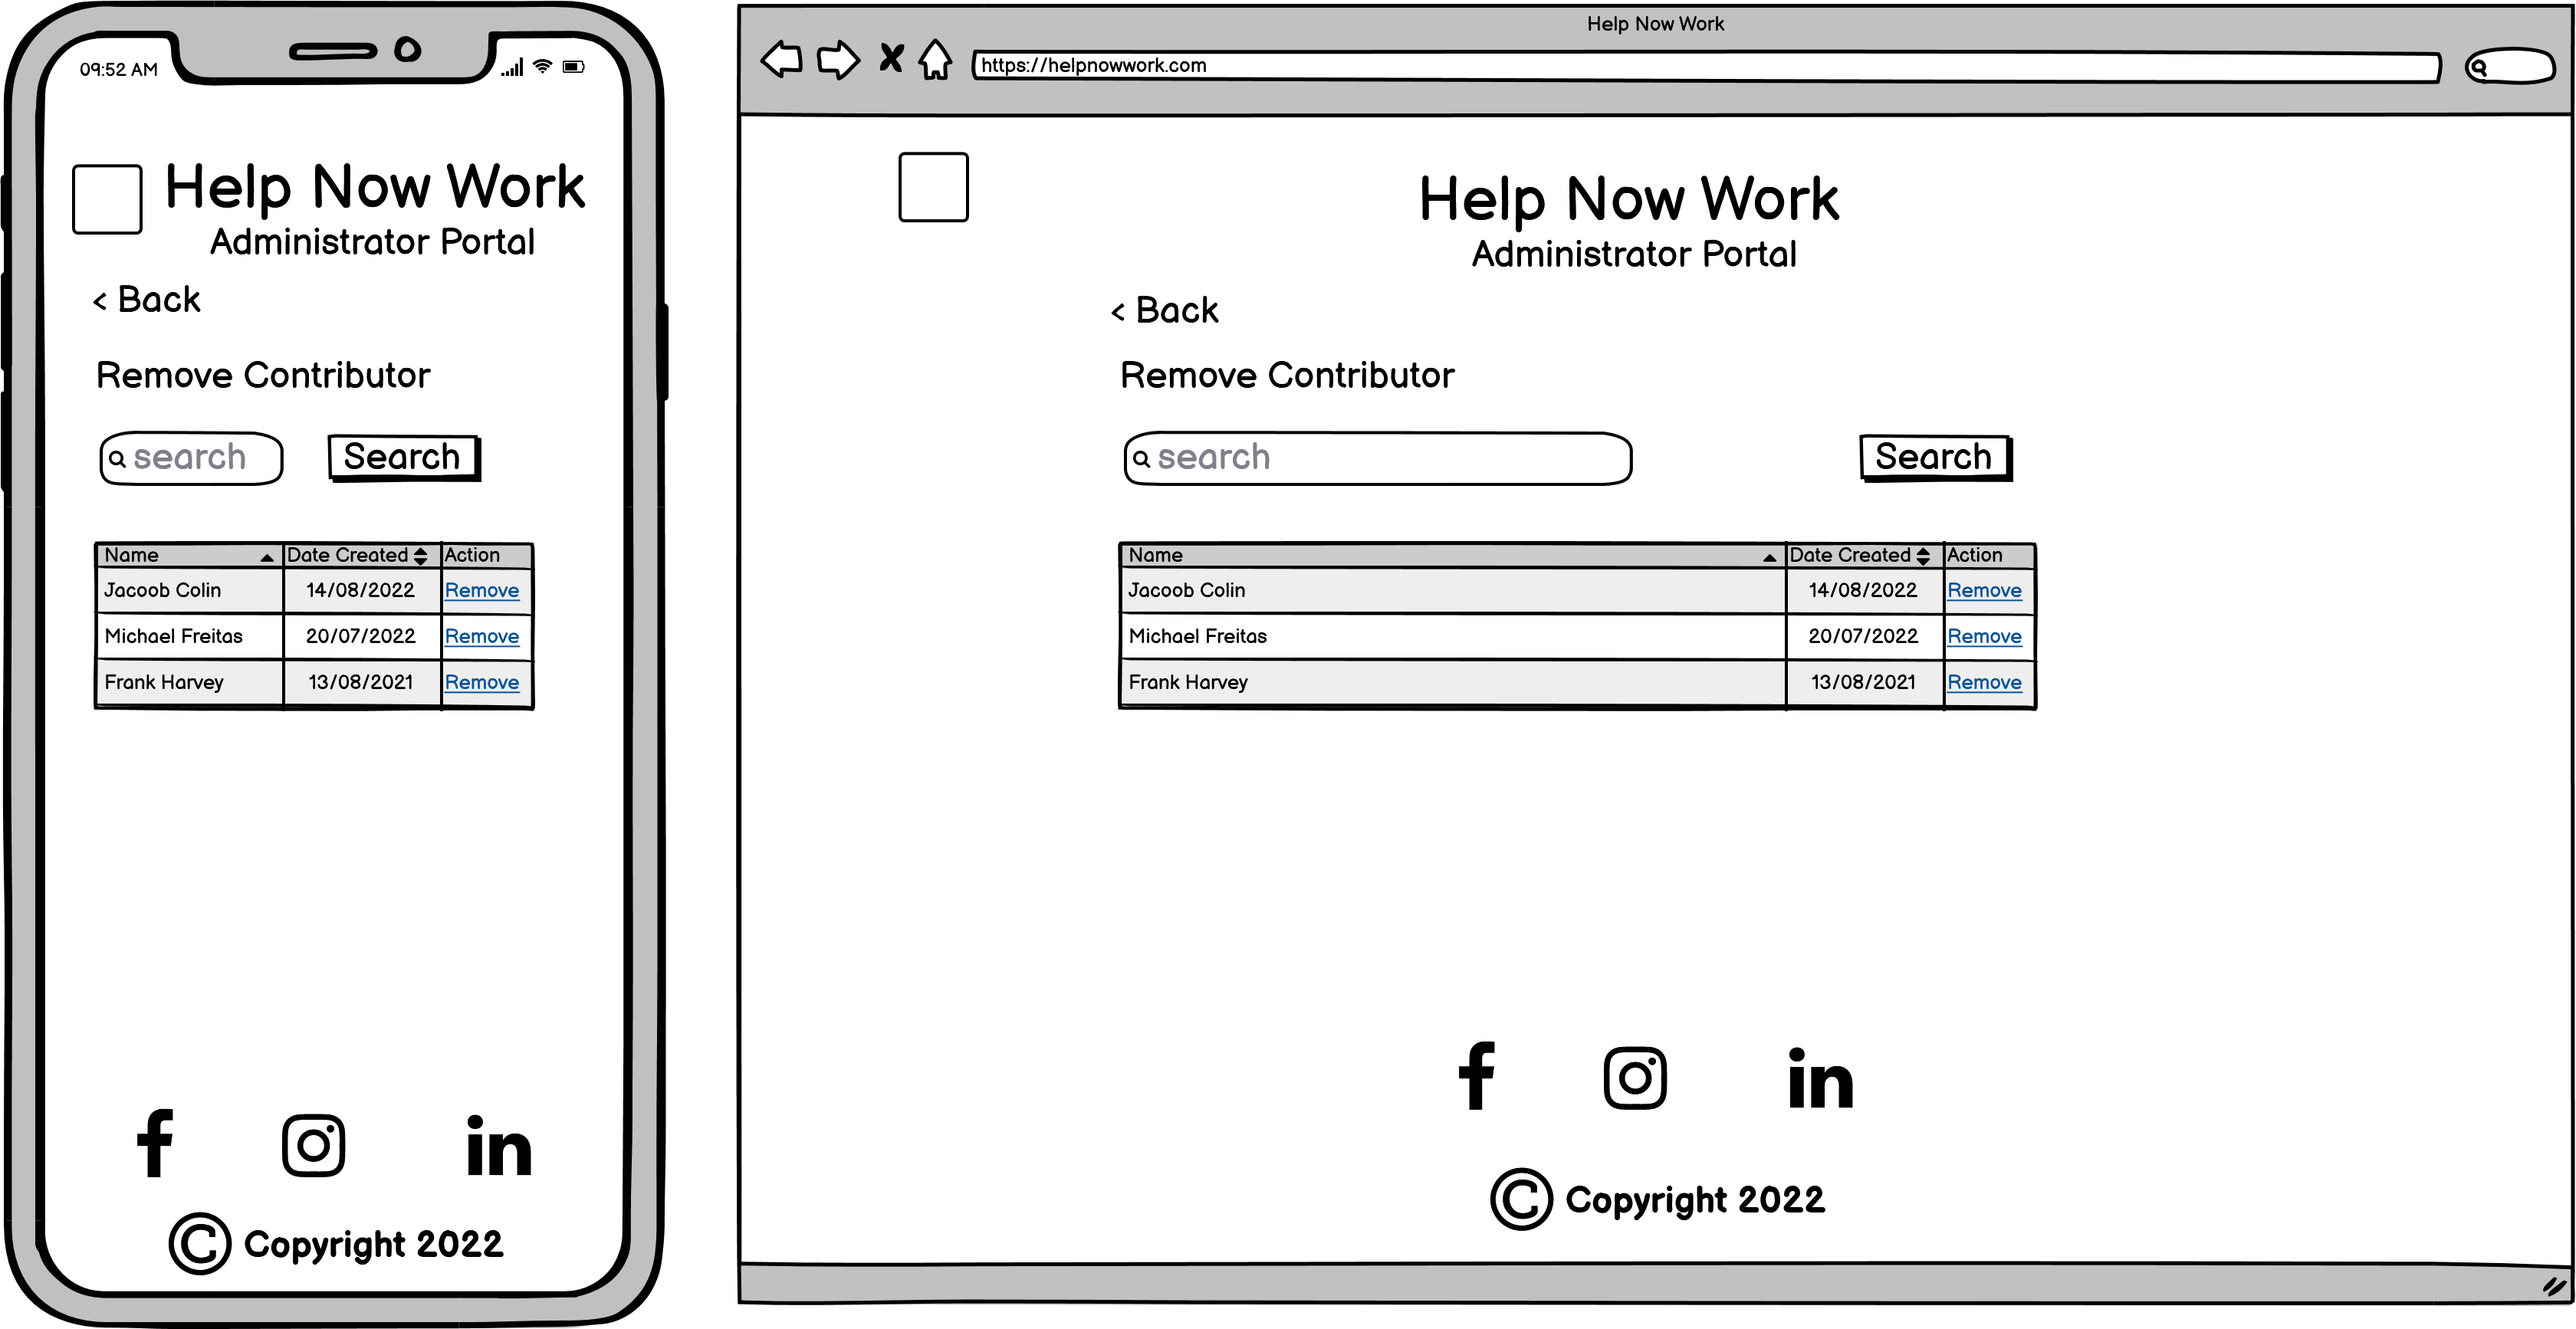 09:52 AM
Help Now Work
Administrator Portal
< Back
Remove Contributor
search Search
Name Date Created Action
Jacoob Colin 14/08/2022 Remove
Michael Freitas 20/07/2022 Remove
Frank Harvey 13/08/2021 Remove
f in
© Copyright 2022
Help Now Work
https://helpnowwork.com
Help Now Work
Administrator Portal
< Back
Remove Contributor
search Search
Name Date Created Action
Jacoob Colin 14/08/2022 Remove
Michael Freitas 20/07/2022 Remove
Frank Harvey 13/08/2021 Remove
f in
© Copyright 2022